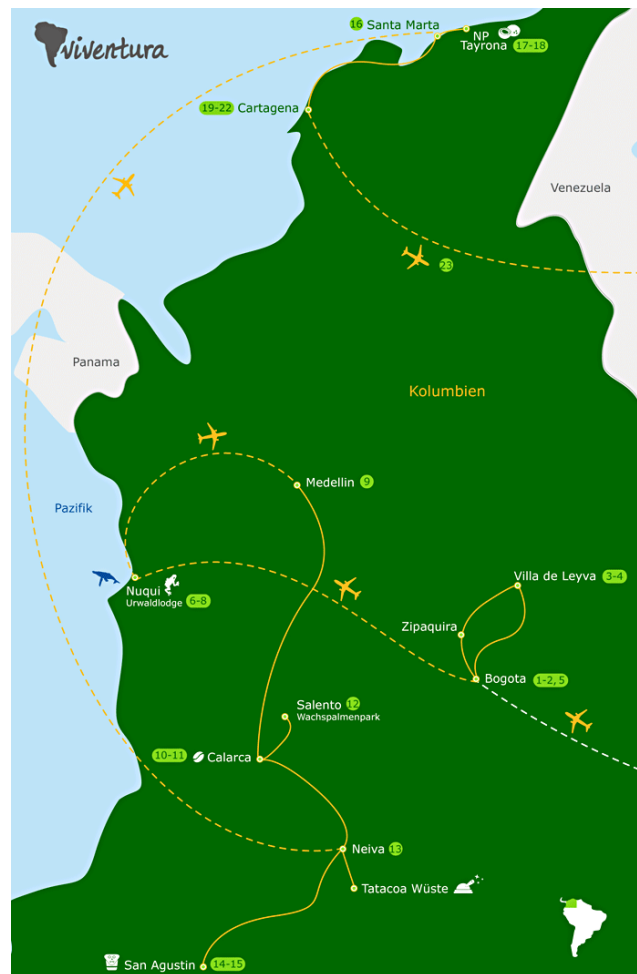 viventura
16 Santa Marta
NP
Tayrona 17-18
19-22 Cartagena
Venezuela
23
Panama
Kolumbien
Medellin 9
Pazifik
Villa de Leyva 3-4
Nuqui
Urwaldlodge 6-8
Zipaquira
Bogota 1-2, 5
Salento 12
Wachspalmenpark
10-11 Calarca
Neiva 13
Tatacoa Wüste
San Agustin 14-15